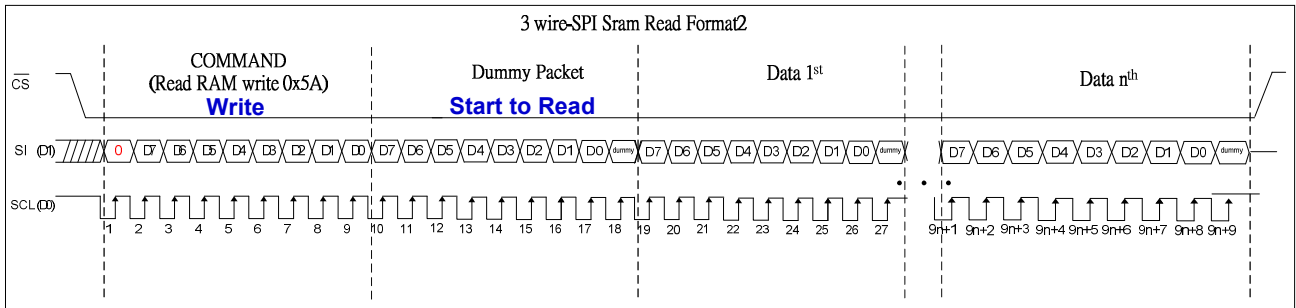 3 wire-SPI Sram Read Format2
COMMAND
(Read RAM write 0x5A)
Write
Dummy Packet
Start to Read
Data 1st
Data nth
CS
SI (D1) 0 D7 D6 D5 D4 D3 D2 D1 D0 D7 D6 D5 D4 D3 D2 D1 D0 dummy D7 D6 D5 D4 D3 D2 D1 D0 dummy D7 D6 D5 D4 D3 D2 D1 D0 dummy
. . .
SCL (D0)
1 2 3 4 5 6 7 8 9 10 11 12 13 14 15 16 17 18 19 20 21 22 23 24 25 26 27 9n+1 9n+2 9n+3 9n+4 9n+5 9n+6 9n+7 9n+8 9n+9